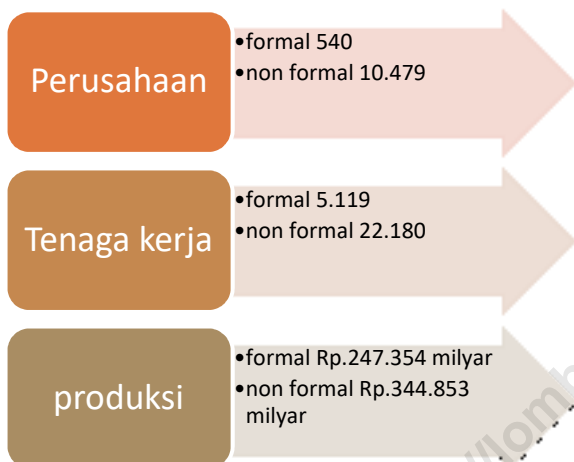 Perusahaan
•formal 540
•non formal 10.479
Tenaga kerja
•formal 5.119
•non formal 22.180
produksi
•formal Rp.247.354 milyar
•non formal Rp.344.853
milyar